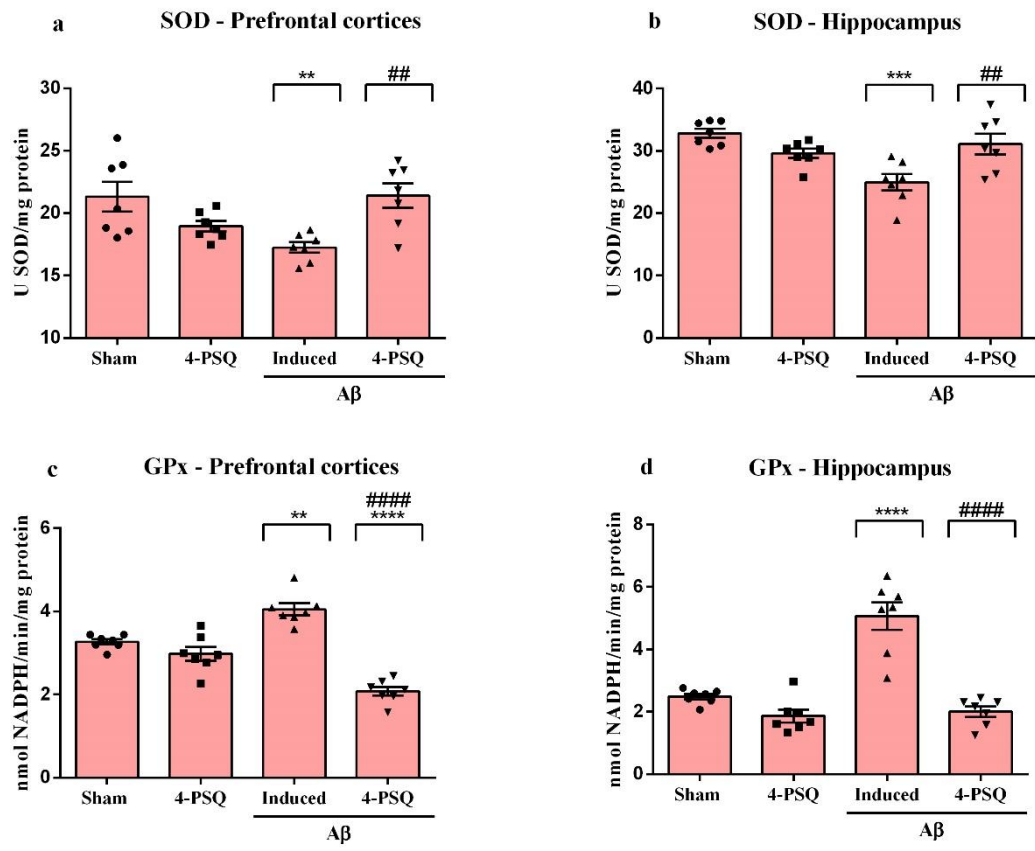 a SOD - Prefrontal cortices
U SOD/mg protein
30
25
20
15
10
**
##
Sham 4-PSQ Induced 4-PSQ
Aβ
b SOD - Hippocampus
U SOD/mg protein
40
30
20
10
0
***
##
Sham 4-PSQ Induced 4-PSQ
Aβ
c GPx - Prefrontal cortices
nmol NADPH/min/mg protein
6
4
2
0
**
####
****
Sham 4-PSQ Induced 4-PSQ
Aβ
d GPx - Hippocampus
nmol NADPH/min/mg protein
8
6
4
2
0
****
####
Sham 4-PSQ Induced 4-PSQ
Aβ